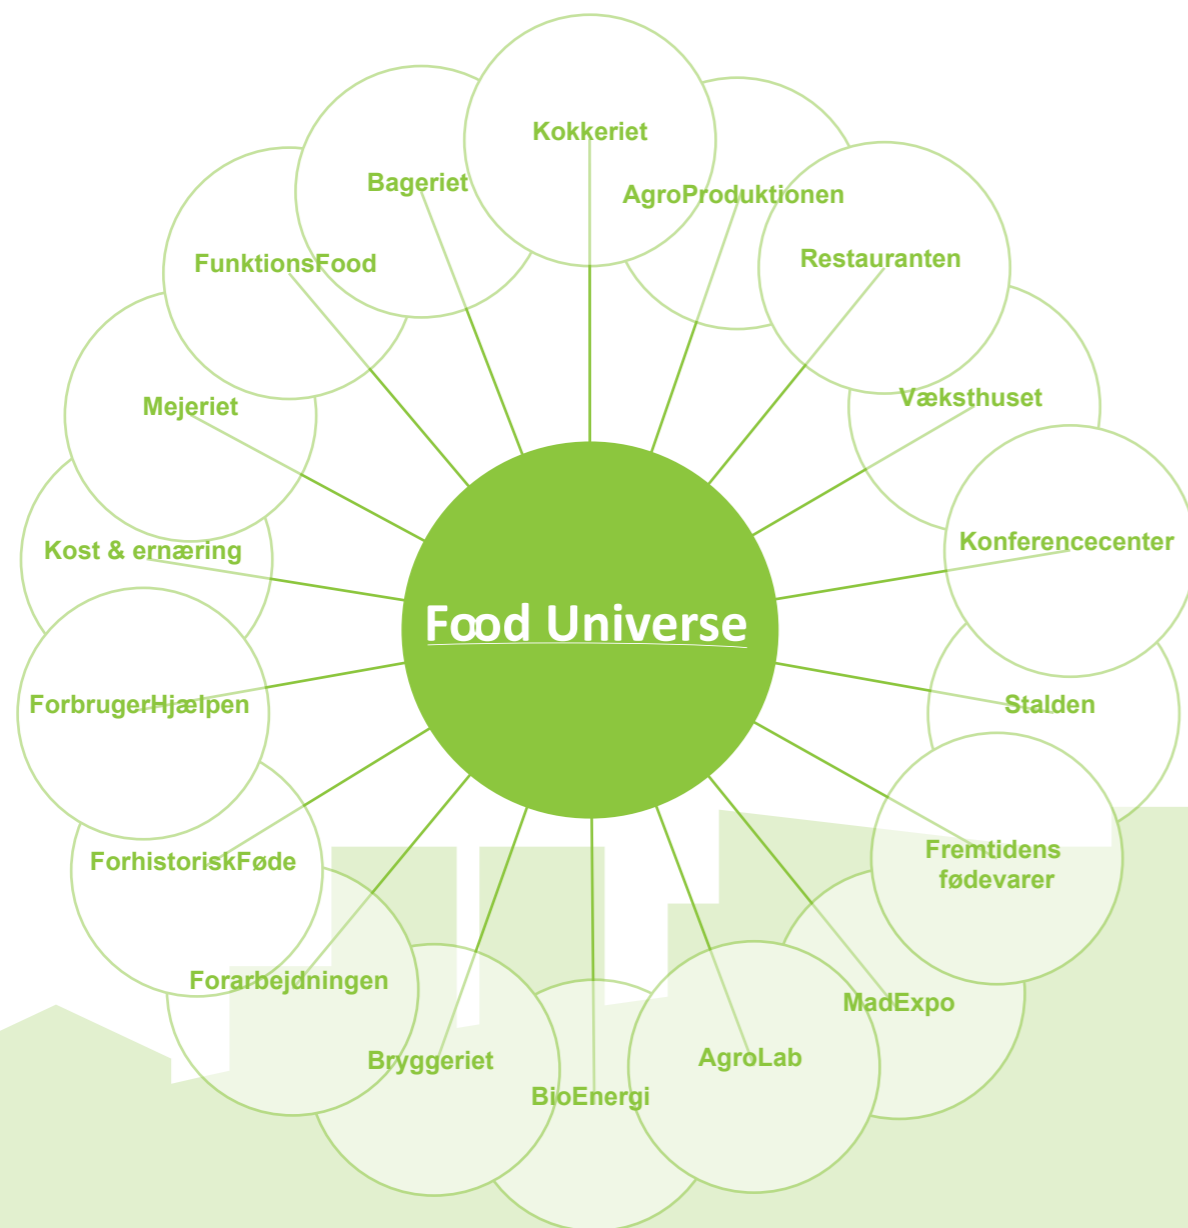 Kokkeriet
AgroProduktionen
Bageriet
Restauranten
FunktionsFood
Væksthuset
Mejeriet
Konferencecenter
Kost & ernæring
Food Universe
Stalden
ForbrugerHjælpen
Fremtidens
fødevarer
ForhistoriskFøde
Forarbejdningen
MadExpo
Bryggeriet
AgroLab
BioEnergi